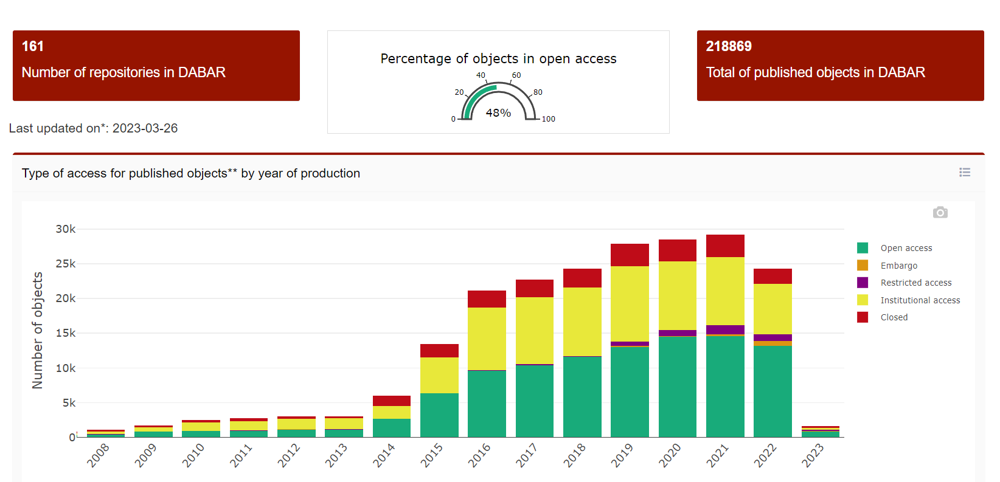 161
Number of repositories in DABAR
Percentage of objects in open access
0
20
40
60
80
100
48%
218869
Total of published objects in DABAR
Last updated on*: 2023-03-26
Type of access for published objects** by year of production
Number of objects
30k
25k
20k
15k
10k
5k
0
2008
2009
2010
2011
2012
2013
2014
2015
2016
2017
2018
2019
2020
2021
2022
2023
Open access
Embargo
Restricted access
Institutional access
Closed